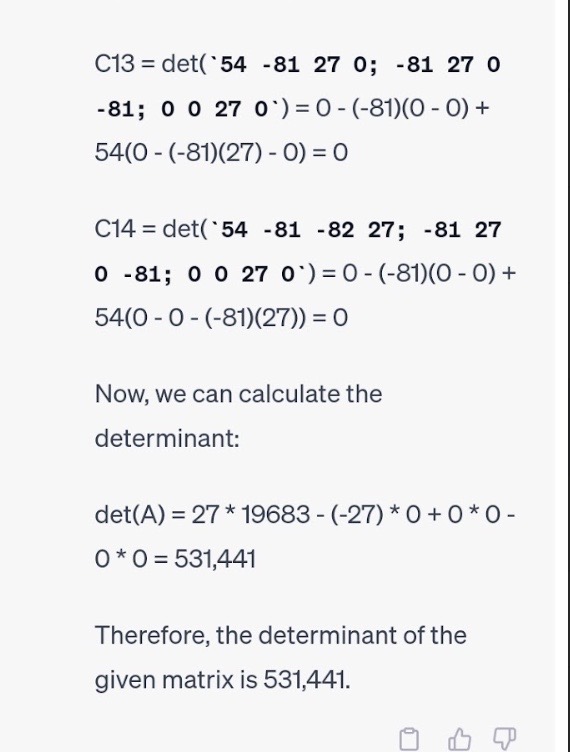 C13 = det(`54 -81 27 0; -81 27 0
-81; 0 0 27 0`) = 0 - (-81)(0 - 0) +
54(0 - (-81)(27) - 0) = 0
C14 = det(`54 -81 -82 27; -81 27
0 -81; 0 0 27 0`) = 0 - (-81)(0 - 0) +
54(0 - 0 - (-81)(27)) = 0
Now, we can calculate the
determinant:
det(A) = 27 * 19683 - (-27) * 0 + 0 * 0 -
0 * 0 = 531,441
Therefore, the determinant of the
given matrix is 531,441.